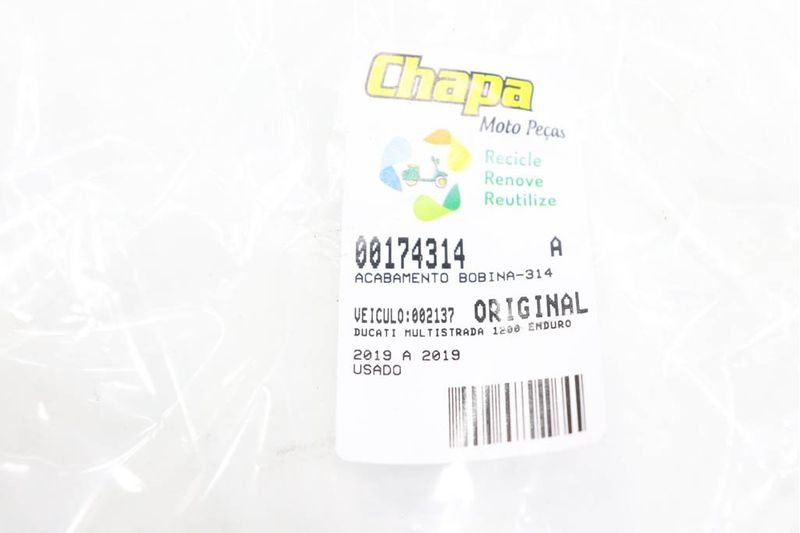 Chapa
Moto Peças
Recicle
Renove
Reutilize
00174314 A
ACABAMENTO BOBINA-314
VEICULO:002137 ORIGINAL
DUCATI MULTISTRADA 1200 ENDURO
2019 A 2019
USADO